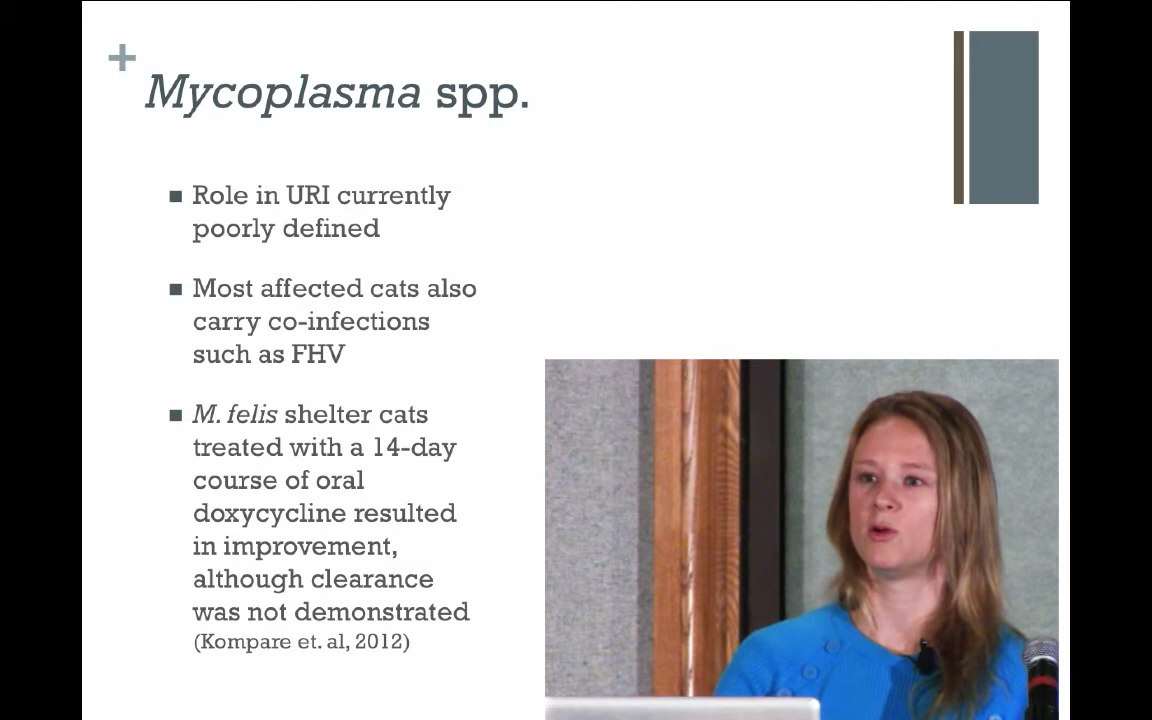 +
Mycoplasma spp.
Role in URI currently
poorly defined
Most affected cats also
carry co-infections
such as FHV
M. felis shelter cats
treated with a 14-day
course of oral
doxycycline resulted
in improvement,
although clearance
was not demonstrated
(Kompare et. al, 2012)